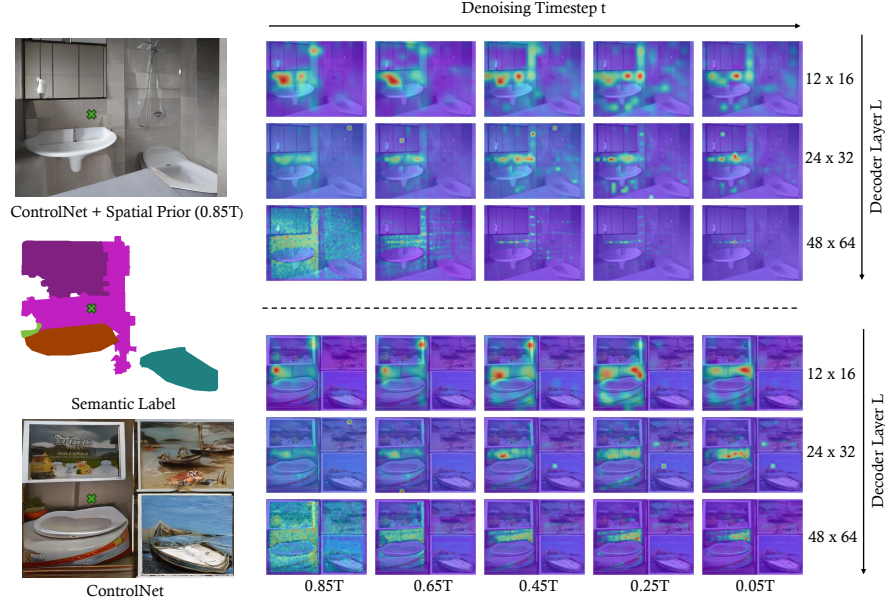 Denoising Timestep t
12 x 16
24 x 32
48 x 64
Decoder Layer L
ControlNet + Spatial Prior (0.85T)
Semantic Label
12 x 16
24 x 32
48 x 64
Decoder Layer L
ControlNet
0.85T
0.65T
0.45T
0.25T
0.05T